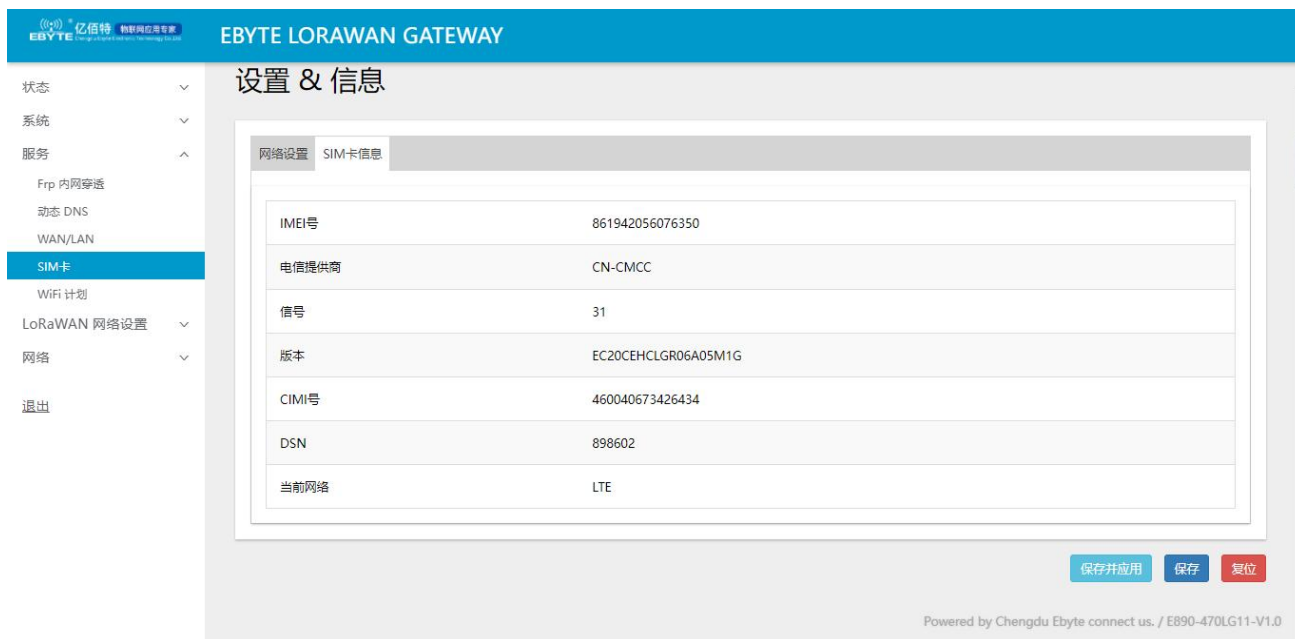 EBYTE 亿佰特 物联网应用专家
EBYTE LORAWAN GATEWAY
状态
系统
服务
Frp 内网穿透
动态 DNS
WAN/LAN
SIM卡
WiFi 计划
LoRaWAN 网络设置
网络
退出
设置 & 信息
网络设置 SIM卡信息
IMEI号 861942056076350
电信提供商 CN-CMCC
信号 31
版本 EC20CEHCLGR06A05M1G
CIMI号 460040673426434
DSN 898602
当前网络 LTE
保存并应用 保存 复位
Powered by Chengdu Ebyte connect us. / E890-470LG11-V1.0